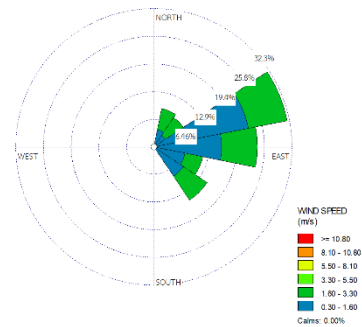 NORTH
32.3%
25.8%
19.4%
12.9%
6.46%
WEST
EAST
SOUTH
WIND SPEED
(m/s)
>= 10.80
8.10 - 10.80
5.50 - 8.10
3.30 - 5.50
1.60 - 3.30
0.30 - 1.60
Calms: 0.00%